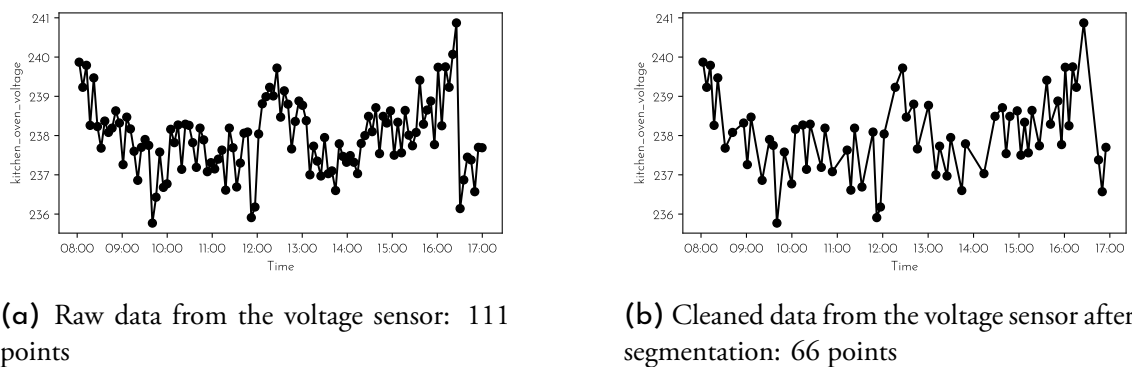 241
240
239
238
237
236
kitchen_oven_voltage
08:00 09:00 10:00 11:00 12:00 13:00 14:00 15:00 16:00 17:00
Time
(a) Raw data from the voltage sensor: 111
points
241
240
239
238
237
236
kitchen_oven_voltage
08:00 09:00 10:00 11:00 12:00 13:00 14:00 15:00 16:00 17:00
Time
(b) Cleaned data from the voltage sensor after
segmentation: 66 points